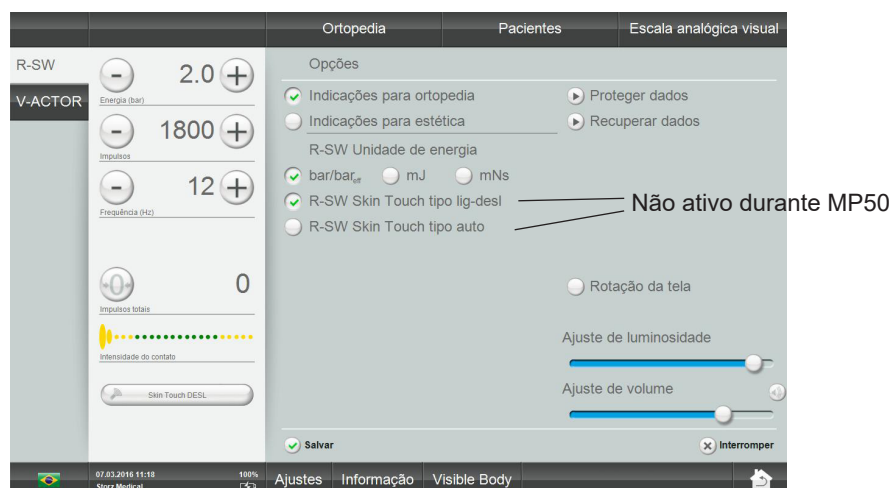 Ortopedia Pacientes Escala analógica visual
R-SW
V-ACTOR
- 2.0 +
Energia (bar)
- 1800 +
Impulsos
- 12 +
Frequência (Hz)
-0- 0
Impulsos totais
Intensidade do contato
Skin Touch DESL
Opções
Indicações para ortopedia
Indicações para estética
R-SW Unidade de energia
bar/bar eff mJ mNs
R-SW Skin Touch tipo lig-desl
R-SW Skin Touch tipo auto
Proteger dados
Recuperar dados
Não ativo durante MP50
Rotação da tela
Ajuste de luminosidade
Ajuste de volume
Salvar
Interromper
07.03.2016 11:18 100%
Storz Medical
Ajustes Informação Visible Body